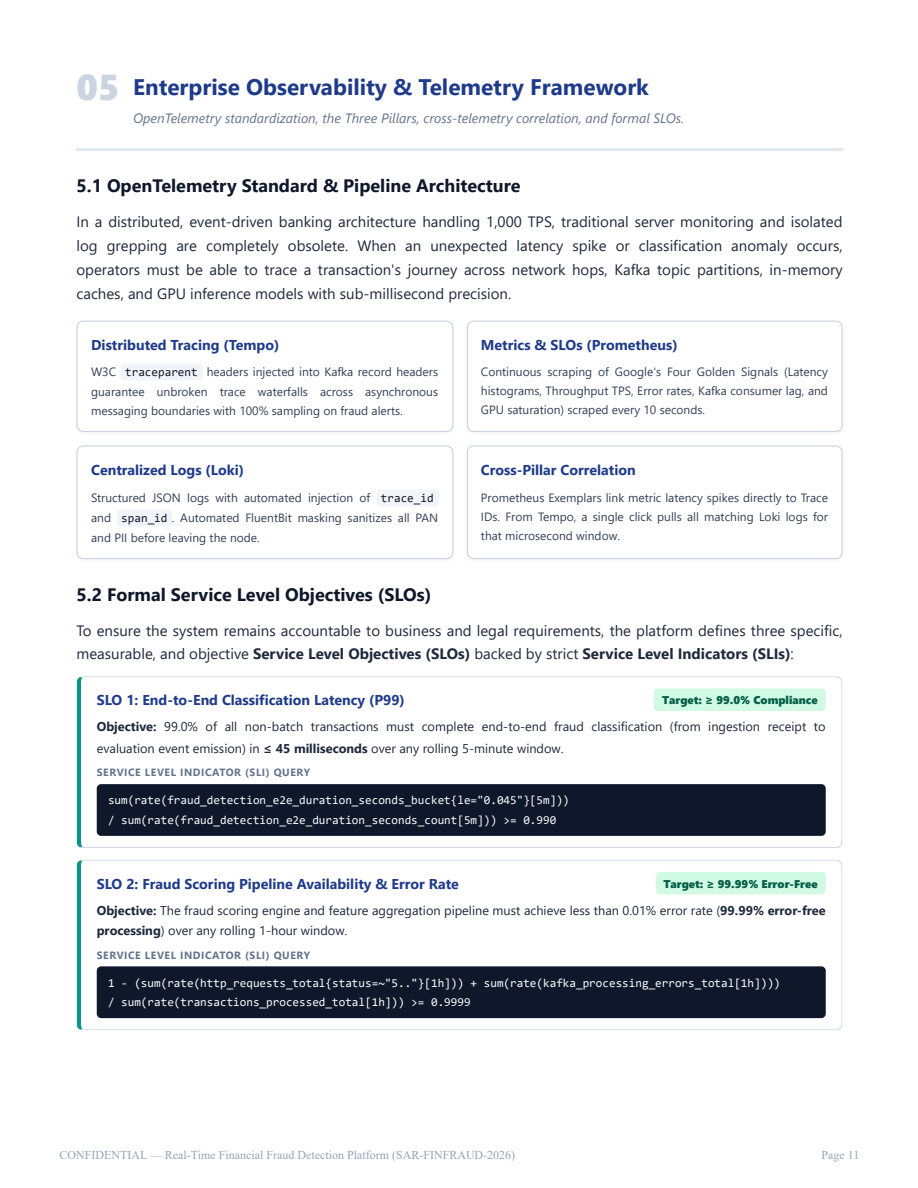 05 Enterprise Observability & Telemetry Framework
OpenTelemetry standardization, the Three Pillars, cross-telemetry correlation, and formal SLOs.
5.1 OpenTelemetry Standard & Pipeline Architecture
In a distributed, event-driven banking architecture handling 1,000 TPS, traditional server monitoring and isolated
log grepping are completely obsolete. When an unexpected latency spike or classification anomaly occurs,
operators must be able to trace a transaction's journey across network hops, Kafka topic partitions, in-memory
caches, and GPU inference models with sub-millisecond precision.
Distributed Tracing (Tempo)
W3C traceparent headers injected into Kafka record headers
guarantee unbroken trace waterfalls across asynchronous
messaging boundaries with 100% sampling on fraud alerts.
Metrics & SLOs (Prometheus)
Continuous scraping of Google's Four Golden Signals (Latency
histograms, Throughput TPS, Error rates, Kafka consumer lag, and
GPU saturation) scraped every 10 seconds.
Centralized Logs (Loki)
Structured JSON logs with automated injection of trace_id
and span_id. Automated FluentBit masking sanitizes all PAN
and PII before leaving the node.
Cross-Pillar Correlation
Prometheus Exemplars link metric latency spikes directly to Trace
IDs. From Tempo, a single click pulls all matching Loki logs for
that microsecond window.
5.2 Formal Service Level Objectives (SLOs)
To ensure the system remains accountable to business and legal requirements, the platform defines three specific,
measurable, and objective Service Level Objectives (SLOs) backed by strict Service Level Indicators (SLIs):
SLO 1: End-to-End Classification Latency (P99)
Target: ≥ 99.0% Compliance
Objective: 99.0% of all non-batch transactions must complete end-to-end fraud classification (from ingestion receipt to
evaluation event emission) in ≤ 45 milliseconds over any rolling 5-minute window.
SERVICE LEVEL INDICATOR (SLI) QUERY
sum(rate(fraud_detection_e2e_duration_seconds_bucket{le="0.045"}[5m]))
/ sum(rate(fraud_detection_e2e_duration_seconds_count[5m])) >= 0.990
SLO 2: Fraud Scoring Pipeline Availability & Error Rate
Target: ≥ 99.99% Error-Free
Objective: The fraud scoring engine and feature aggregation pipeline must achieve less than 0.01% error rate (99.99% error-free
processing) over any rolling 1-hour window.
SERVICE LEVEL INDICATOR (SLI) QUERY
1 - (sum(rate(http_requests_total{status=~"5.."}[1h])) + sum(rate(kafka_processing_errors_total[1h])))
/ sum(rate(transactions_processed_total[1h])) >= 0.9999
CONFIDENTIAL — Real-Time Financial Fraud Detection Platform (SAR-FINFRAUD-2026)
Page 11